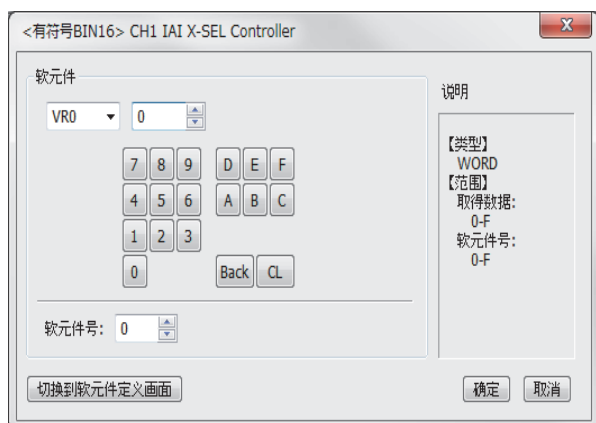 <有符号BIN16> CH1 IAI X-SEL Controller
X
软元件
VR0 0
7 8 9 D E F
4 5 6 A B C
1 2 3
0 Back CL
软元件号: 0
切换到软元件定义画面
说明
【类型】
WORD
【范围】
取得数据:
0-F
软元件号:
0-F
确定 取消